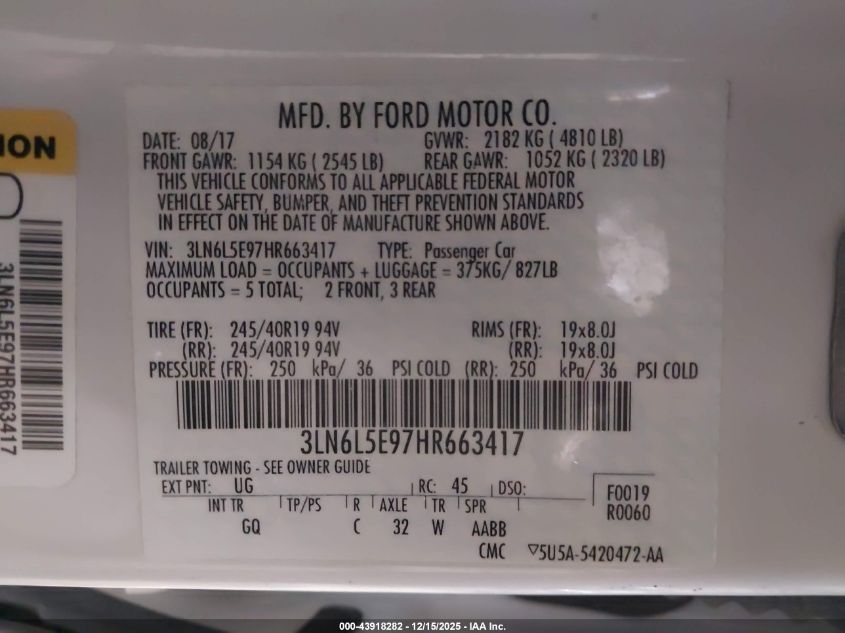 MFD. BY FORD MOTOR CO.
DATE: 08/17 GVWR: 2182 KG ( 4810 LB)
FRONT GAWR: 1154 KG ( 2545 LB) REAR GAWR: 1052 KG ( 2320 LB)
THIS VEHICLE CONFORMS TO ALL APPLICABLE FEDERAL MOTOR
VEHICLE SAFETY, BUMPER, AND THEFT PREVENTION STANDARDS
IN EFFECT ON THE DATE OF MANUFACTURE SHOWN ABOVE.
VIN: 3LN6L5E97HR663417 TYPE: Passenger Car
MAXIMUM LOAD = OCCUPANTS + LUGGAGE = 375KG/ 827LB
OCCUPANTS = 5 TOTAL; 2 FRONT, 3 REAR
TIRE (FR): 245/40R19 94V RIMS (FR): 19x8.0J
(RR): 245/40R19 94V (RR): 19x8.0J
PRESSURE (FR): 250 kPa/ 36 PSI COLD (RR): 250 kPa/ 36 PSI COLD
3LN6L5E97HR663417
TRAILER TOWING - SEE OWNER GUIDE
EXT PNT: UG RC: 45 DSO: F0019
INT TR TP/PS R AXLE TR SPR R0060
GQ C 32 W AABB
CMC ▽5U5A-5420472-AA
ION
3LN6L5E97HR663417
000-43918282 - 12/15/2025 - IAA Inc.